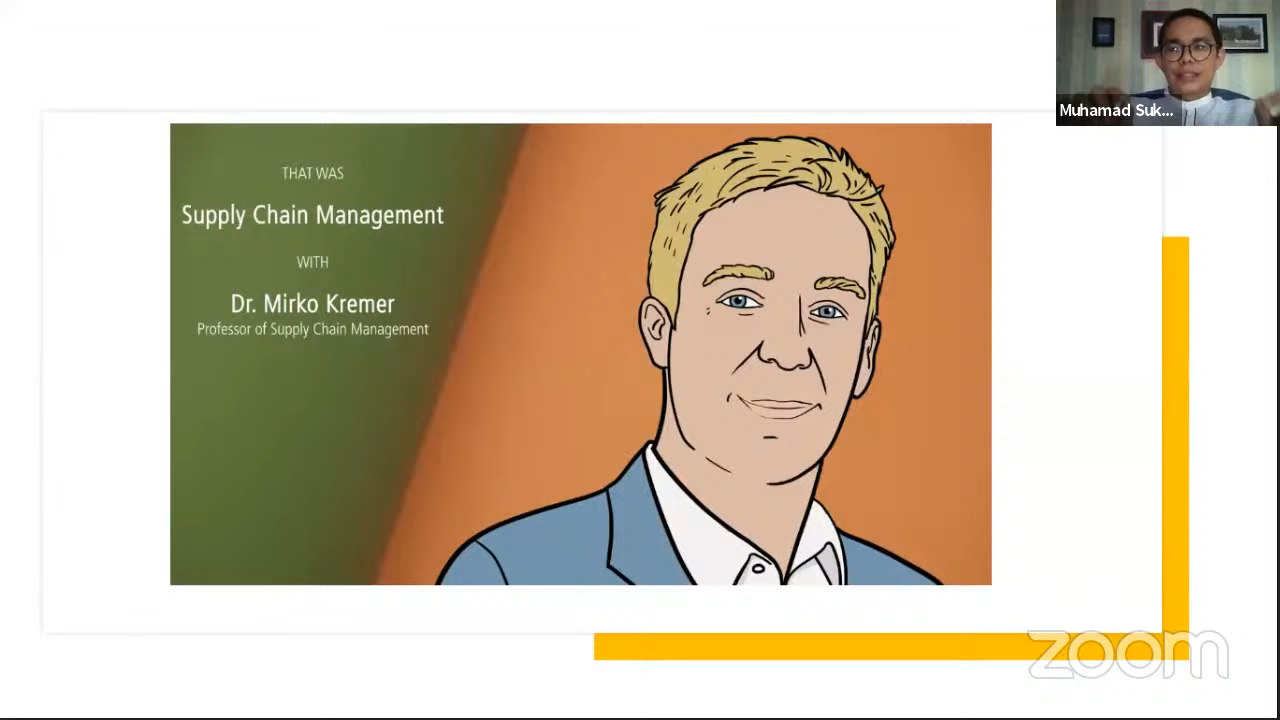 Muhamad Suk...
THAT WAS
Supply Chain Management
WITH
Dr. Mirko Kremer
Professor of Supply Chain Management
zoom